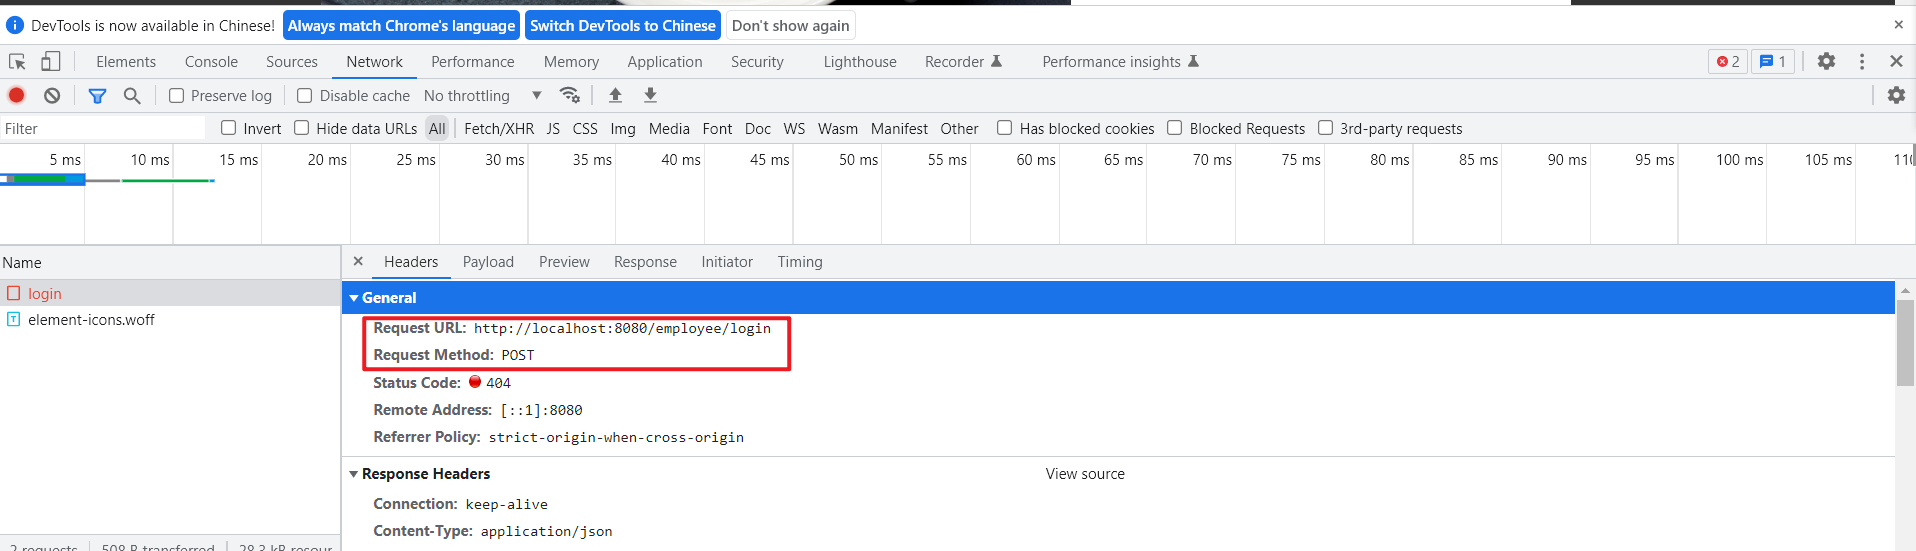 DevTools is now available in Chinese! Always match Chrome's language Switch DevTools to Chinese Don't show again
Elements Console Sources Network Performance Memory Application Security Lighthouse Recorder Performance insights 2 1
Preserve log Disable cache No throttling
Filter Invert Hide data URLs All Fetch/XHR JS CSS Img Media Font Doc WS Wasm Manifest Other Has blocked cookies Blocked Requests 3rd-party requests
5 ms 10 ms 15 ms 20 ms 25 ms 30 ms 35 ms 40 ms 45 ms 50 ms 55 ms 60 ms 65 ms 70 ms 75 ms 80 ms 85 ms 90 ms 95 ms 100 ms 105 ms 110
Name
login
element-icons.woff
2 requests 508 B transferred 28.3 kB resour
Headers Payload Preview Response Initiator Timing
General
Request URL: http://localhost:8080/employee/login
Request Method: POST
Status Code: 404
Remote Address: [::1]:8080
Referrer Policy: strict-origin-when-cross-origin
Response Headers View source
Connection: keep-alive
Content-Type: application/json